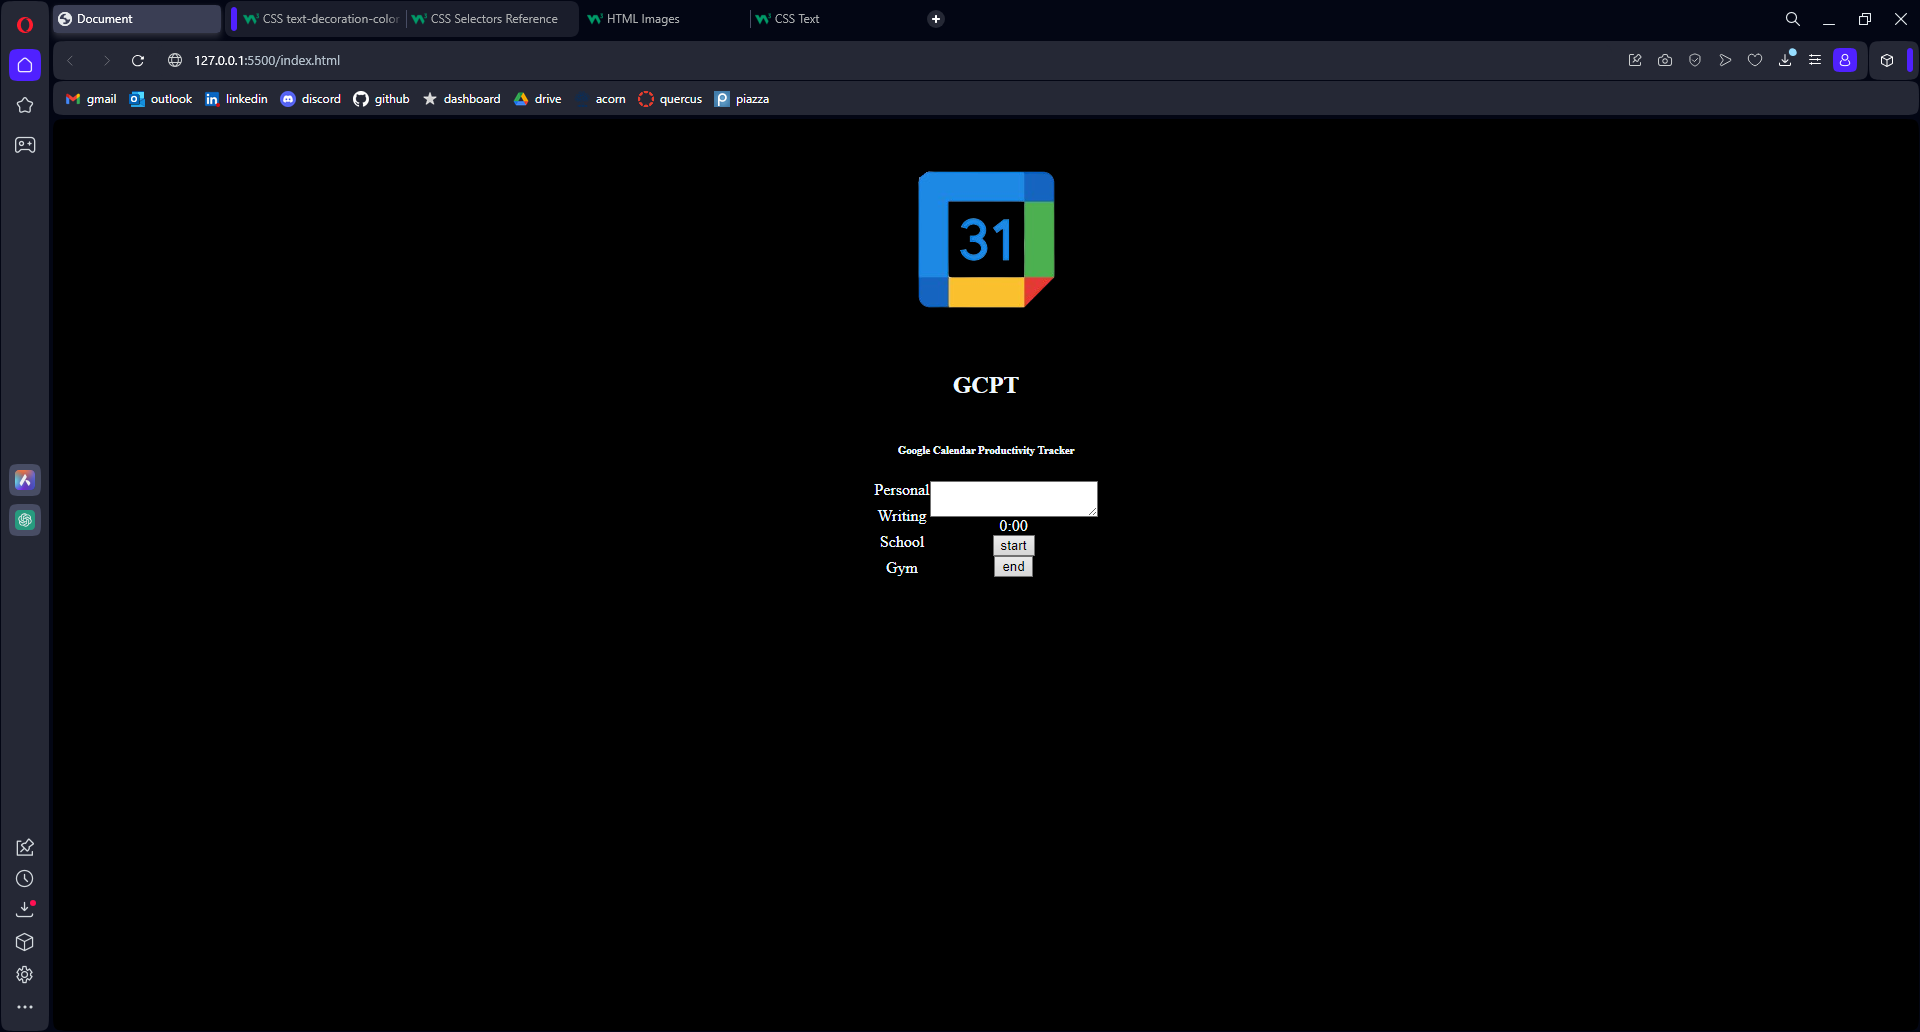 Document
CSS text-decoration-color
CSS Selectors Reference
HTML Images
CSS Text
127.0.0.1:5500/index.html
gmail
outlook
linkedin
discord
github
dashboard
drive
acorn
quercus
piazza
31
GCPT
Google Calendar Productivity Tracker
Personal
Writing
School
Gym
0:00
start
end